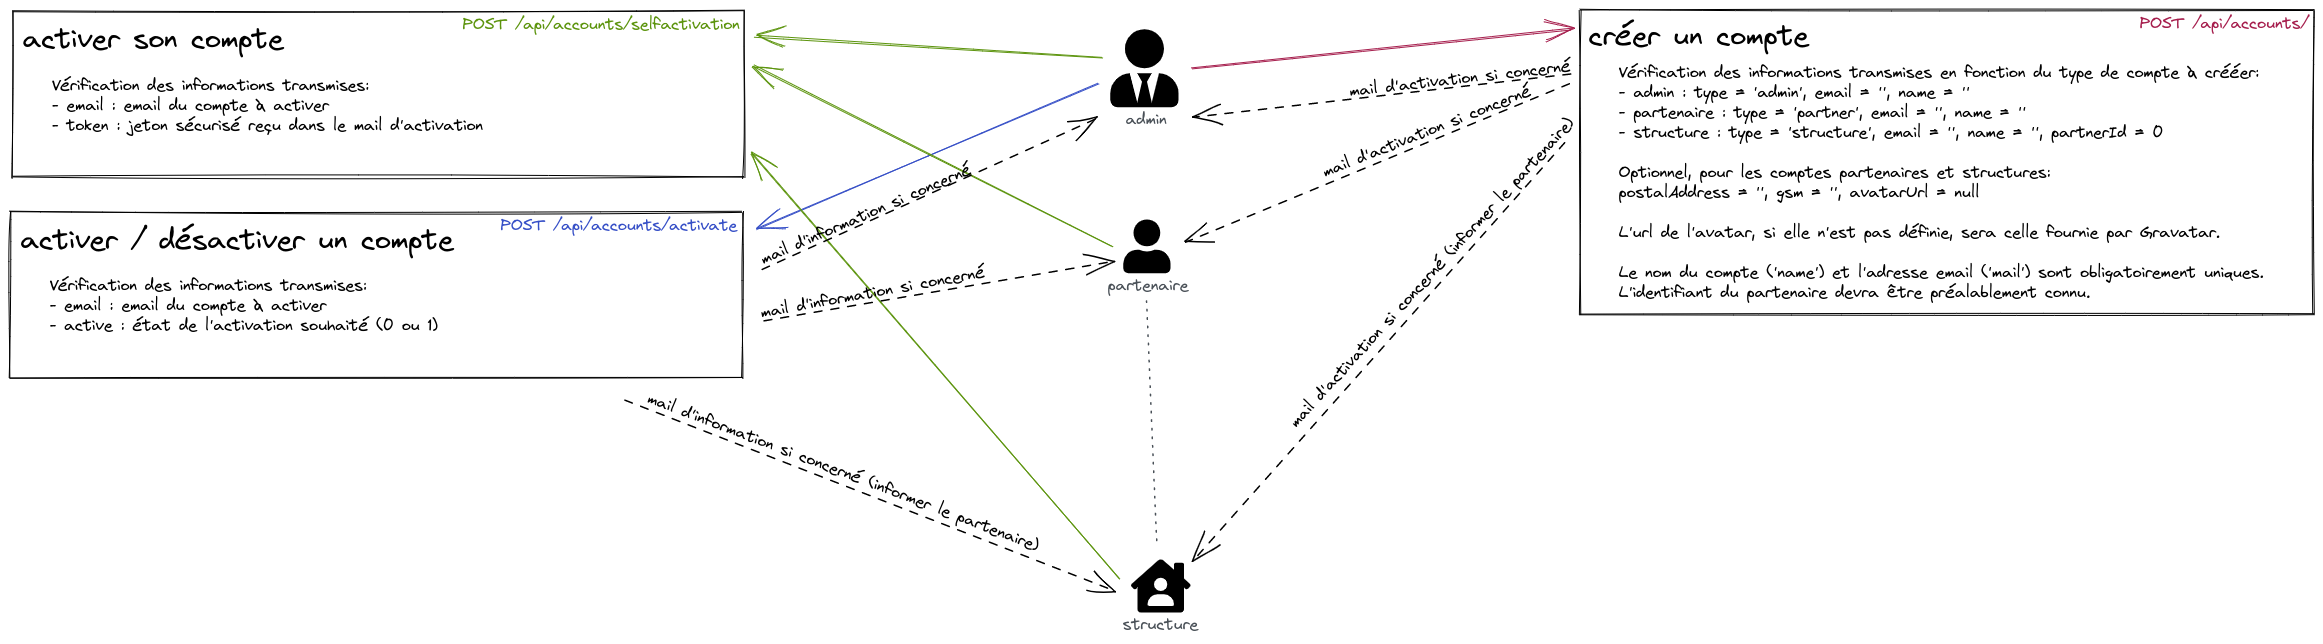 POST /api/accounts/selfactivation
activer son compte
Vérification des informations transmises:
- email : email du compte à activer
- token : jeton sécurisé reçu dans le mail d'activation
POST /api/accounts/activate
activer / désactiver un compte
Vérification des informations transmises:
- email : email du compte à activer
- active : état de l'activation souhaité (0 ou 1)
admin
partenaire
structure
mail d'information si concerné
mail d'information si concerné
mail d'information si concerné (informer le partenaire)
mail d'activation si concerné
mail d'activation si concerné
mail d'activation si concerné (informer le partenaire)
POST /api/accounts/
créer un compte
Vérification des informations transmises en fonction du type de compte à crééer:
- admin : type = 'admin', email = '', name = ''
- partenaire : type = 'partner', email = '', name = ''
- structure : type = 'structure', email = '', name = '', partnerId = 0
Optionnel, pour les comptes partenaires et structures:
postalAddress = '', gsm = '', avatarUrl = null
L'url de l'avatar, si elle n'est pas définie, sera celle fournie par Gravatar.
Le nom du compte ('name') et l'adresse email ('mail') sont obligatoirement uniques.
L'identifiant du partenaire devra être préalablement connu.